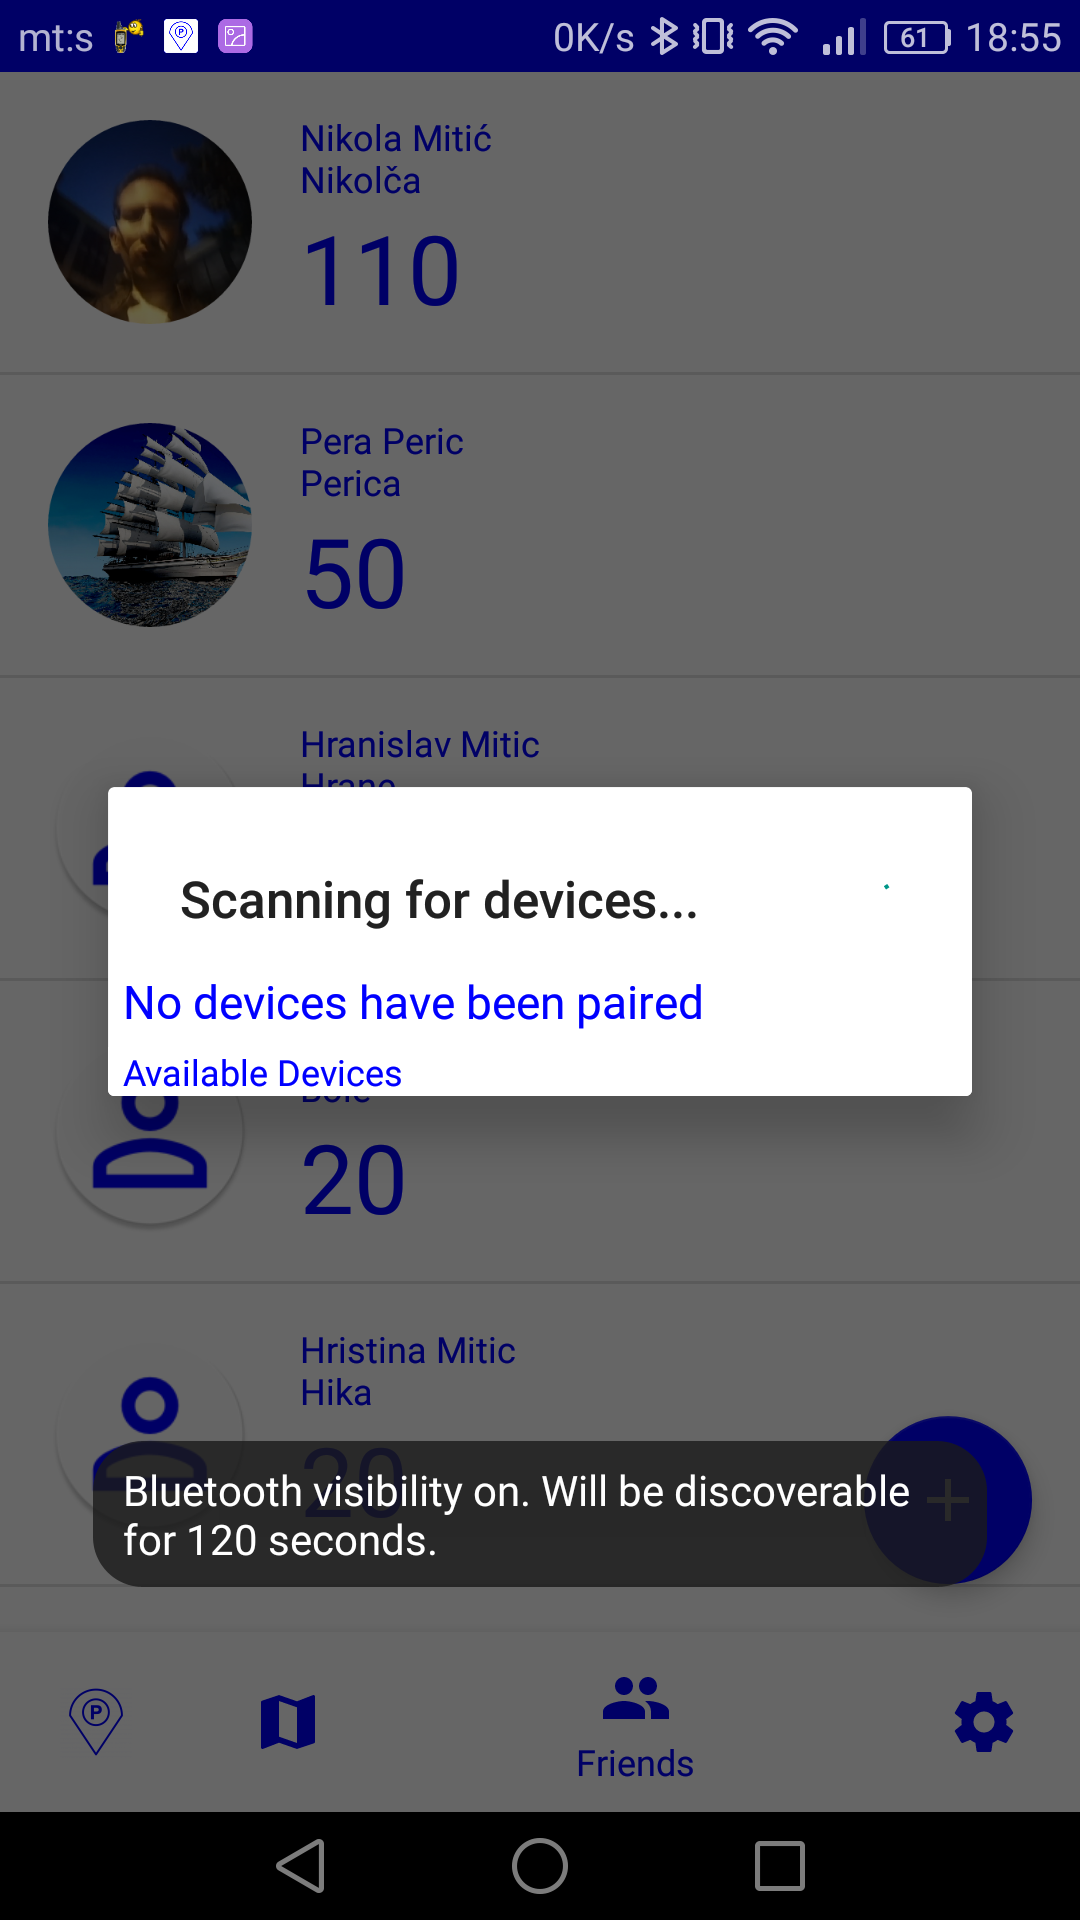 mt:s 0K/s 61 18:55
Nikola Mitić
Nikolča
110
Pera Peric
Perica
50
Hranislav Mitic
Hrane
Scanning for devices...
No devices have been paired
Available Devices
20
Hristina Mitic
Hika
20
Bluetooth visibility on. Will be discoverable
for 120 seconds.
P
Friends